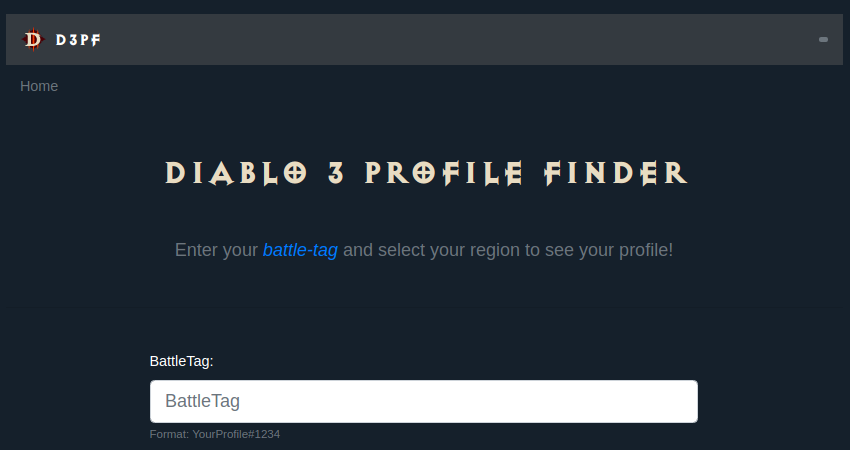 D3PF
Home
DIABLO 3 PROFILE FINDER
Enter your battle-tag and select your region to see your profile!
BattleTag:
BattleTag
Format: YourProfile#1234